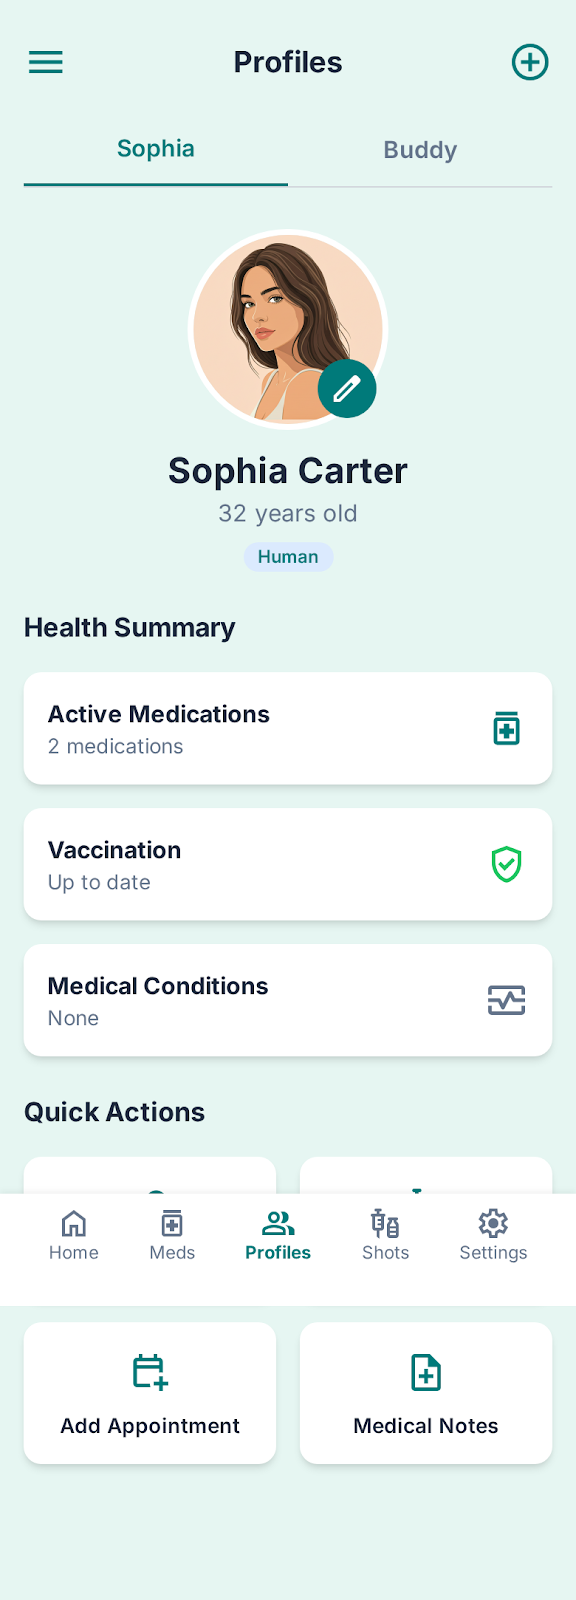 Profiles
Sophia
Buddy
Sophia Carter
32 years old
Human
Health Summary
Active Medications
2 medications
Vaccination
Up to date
Medical Conditions
None
Quick Actions
Home
Meds
Profiles
Shots
Settings
Add Appointment
Medical Notes